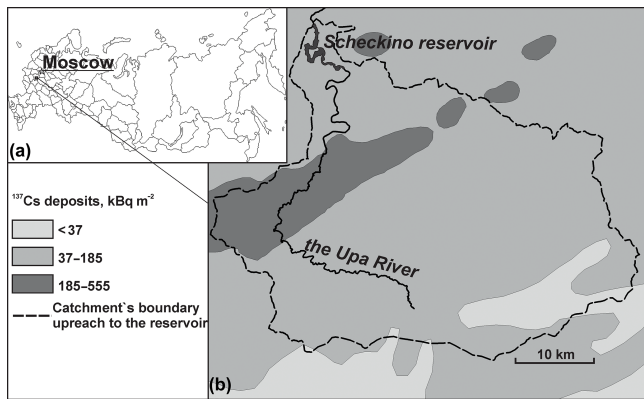 Moscow
(a)
Scheckino reservoir
¹³⁷Cs deposits, kBq m⁻²
<37
37–185
185–555
Catchment`s boundary
upreach to the reservoir
the Upa River
10 km
(b)